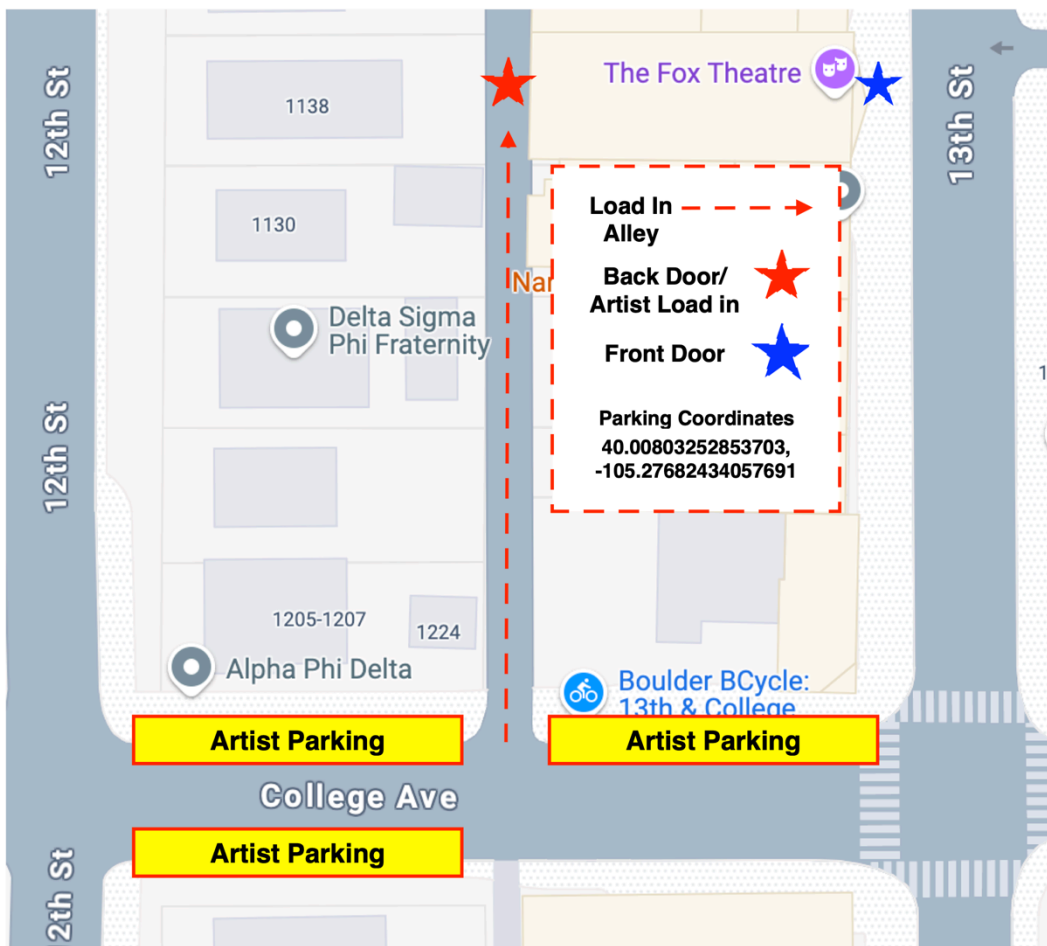 12th St
1138
The Fox Theatre
13th St
1130
Load In
Alley
Back Door/
Artist Load in
Front Door
Parking Coordinates
40.00803252853703,
-105.27682434057691
Delta Sigma
Phi Fraternity
12th St
1205-1207
1224
Alpha Phi Delta
Boulder BCycle:
13th & College
Artist Parking
Artist Parking
College Ave
Artist Parking
2th St